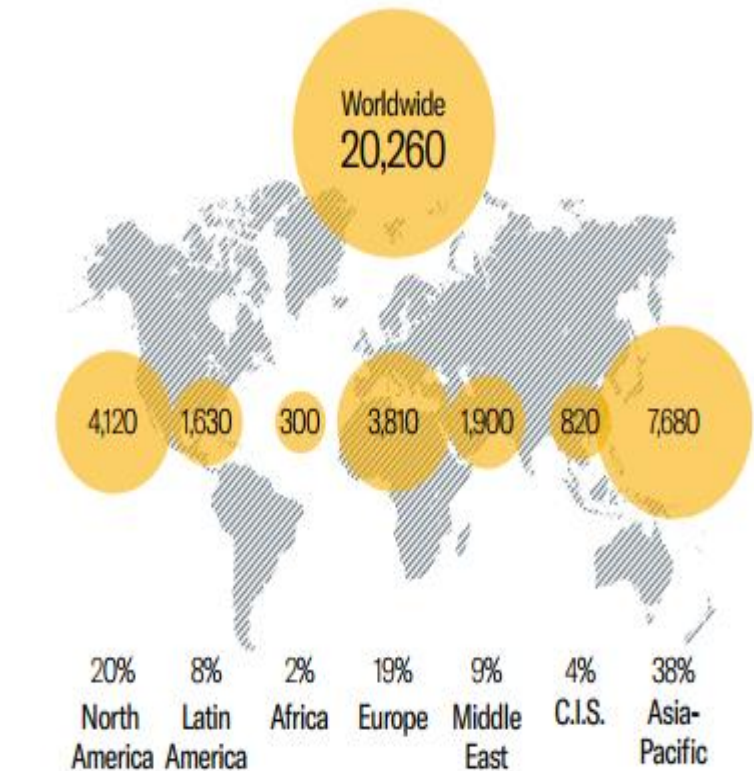 Worldwide
20,260
4,120 1,630 300 3,810 1,900 820 7,680
20% 8% 2% 19% 9% 4% 38%
North Latin Africa Europe Middle C.I.S. Asia-
America America East Pacific